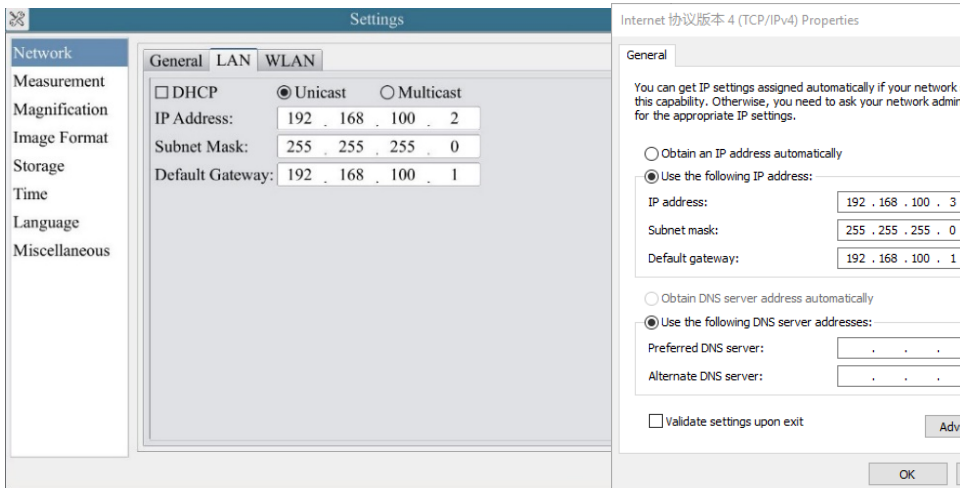 Settings
Network
Measurement
Magnification
Image Format
Storage
Time
Language
Miscellaneous
General LAN WLAN
DHCP Unicast Multicast
IP Address: 192 . 168 . 100 . 2
Subnet Mask: 255 . 255 . 255 . 0
Default Gateway: 192 . 168 . 100 . 1
Internet 协议版本 4 (TCP/IPv4) Properties
General
You can get IP settings assigned automatically if your network
this capability. Otherwise, you need to ask your network admin
for the appropriate IP settings.
Obtain an IP address automatically
Use the following IP address:
IP address: 192 . 168 . 100 . 3
Subnet mask: 255 . 255 . 255 . 0
Default gateway: 192 . 168 . 100 . 1
Obtain DNS server address automatically
Use the following DNS server addresses:
Preferred DNS server: . . .
Alternate DNS server: . . .
Validate settings upon exit
Adv
OK